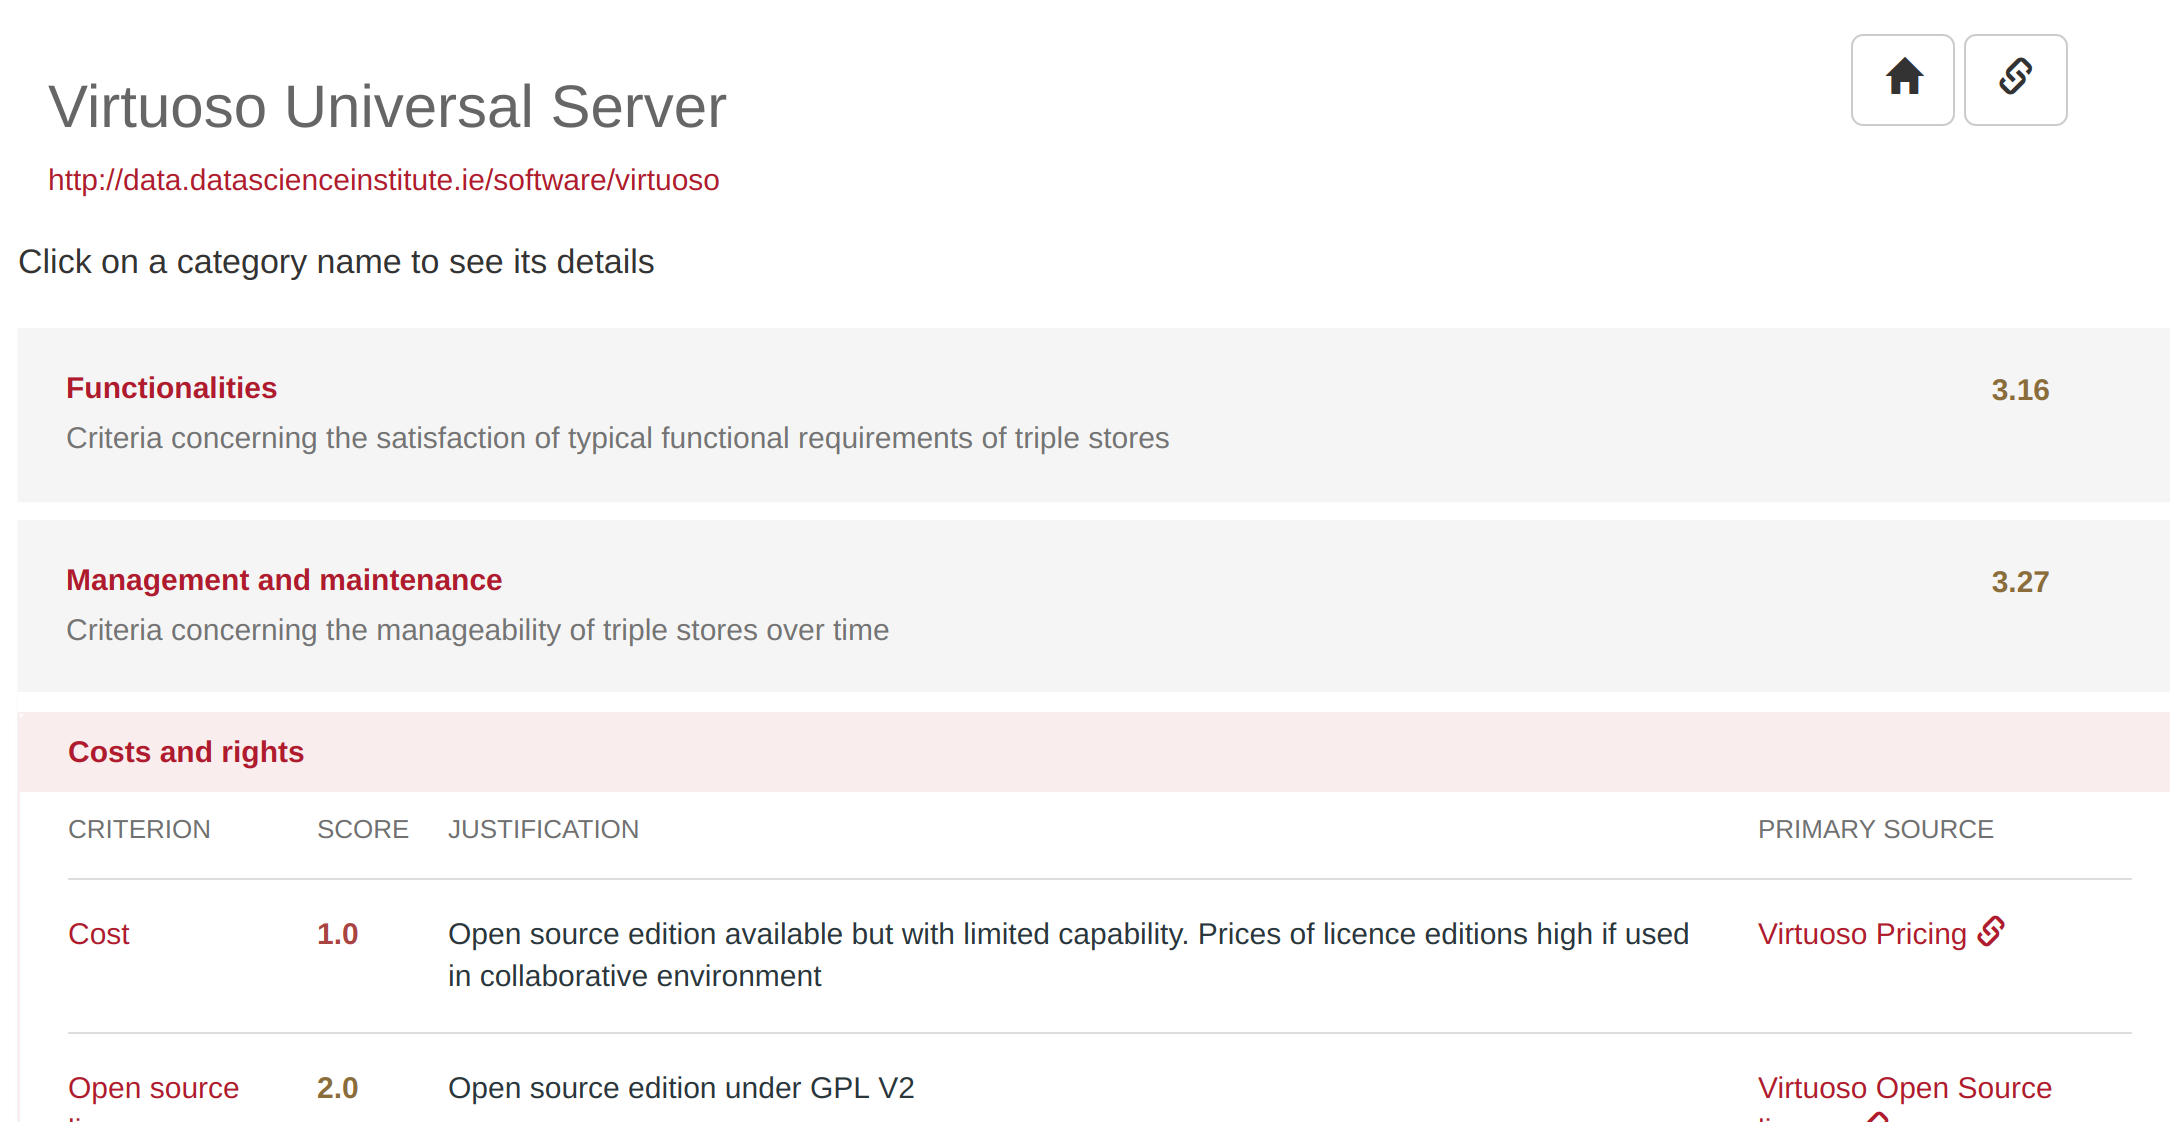 Virtuoso Universal Server
http://data.datascienceinstitute.ie/software/virtuoso
Click on a category name to see its details
Functionalities
3.16
Criteria concerning the satisfaction of typical functional requirements of triple stores
Management and maintenance
3.27
Criteria concerning the manageability of triple stores over time
Costs and rights
CRITERION SCORE JUSTIFICATION PRIMARY SOURCE
Cost 1.0 Open source edition available but with limited capability. Prices of licence editions high if used Virtuoso Pricing
in collaborative environment
Open source 2.0 Open source edition under GPL V2 Virtuoso Open Source